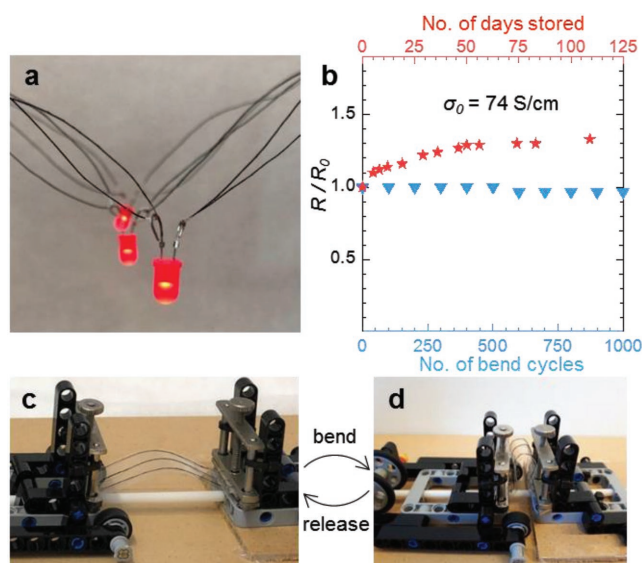 a
b
No. of days stored
0 25 50 75 100 125
σ0 = 74 S/cm
1.5
1.0
0.5
R/R0
0 250 500 750 1000
No. of bend cycles
c
bend
release
d